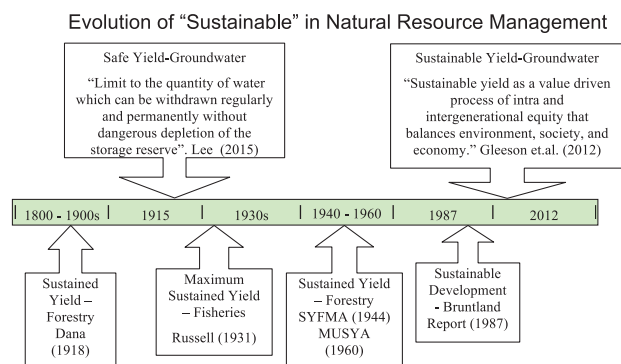 Evolution of “Sustainable” in Natural Resource Management
Safe Yield-Groundwater
“Limit to the quantity of water
which can be withdrawn regularly
and permanently without
dangerous depletion of the
storage reserve”. Lee (2015)
Sustainable Yield-Groundwater
“Sustainable yield as a value driven
process of intra and
intergenerational equity that
balances environment, society, and
economy.” Gleeson et.al. (2012)
1800 - 1900s
1915
1930s
1940 - 1960
1987
2012
Sustained
Yield –
Forestry
Dana
(1918)
Maximum
Sustained Yield
– Fisheries
Russell (1931)
Sustained Yield
– Forestry
SYFMA (1944)
MUSYA
(1960)
Sustainable
Development
- Bruntland
Report (1987)